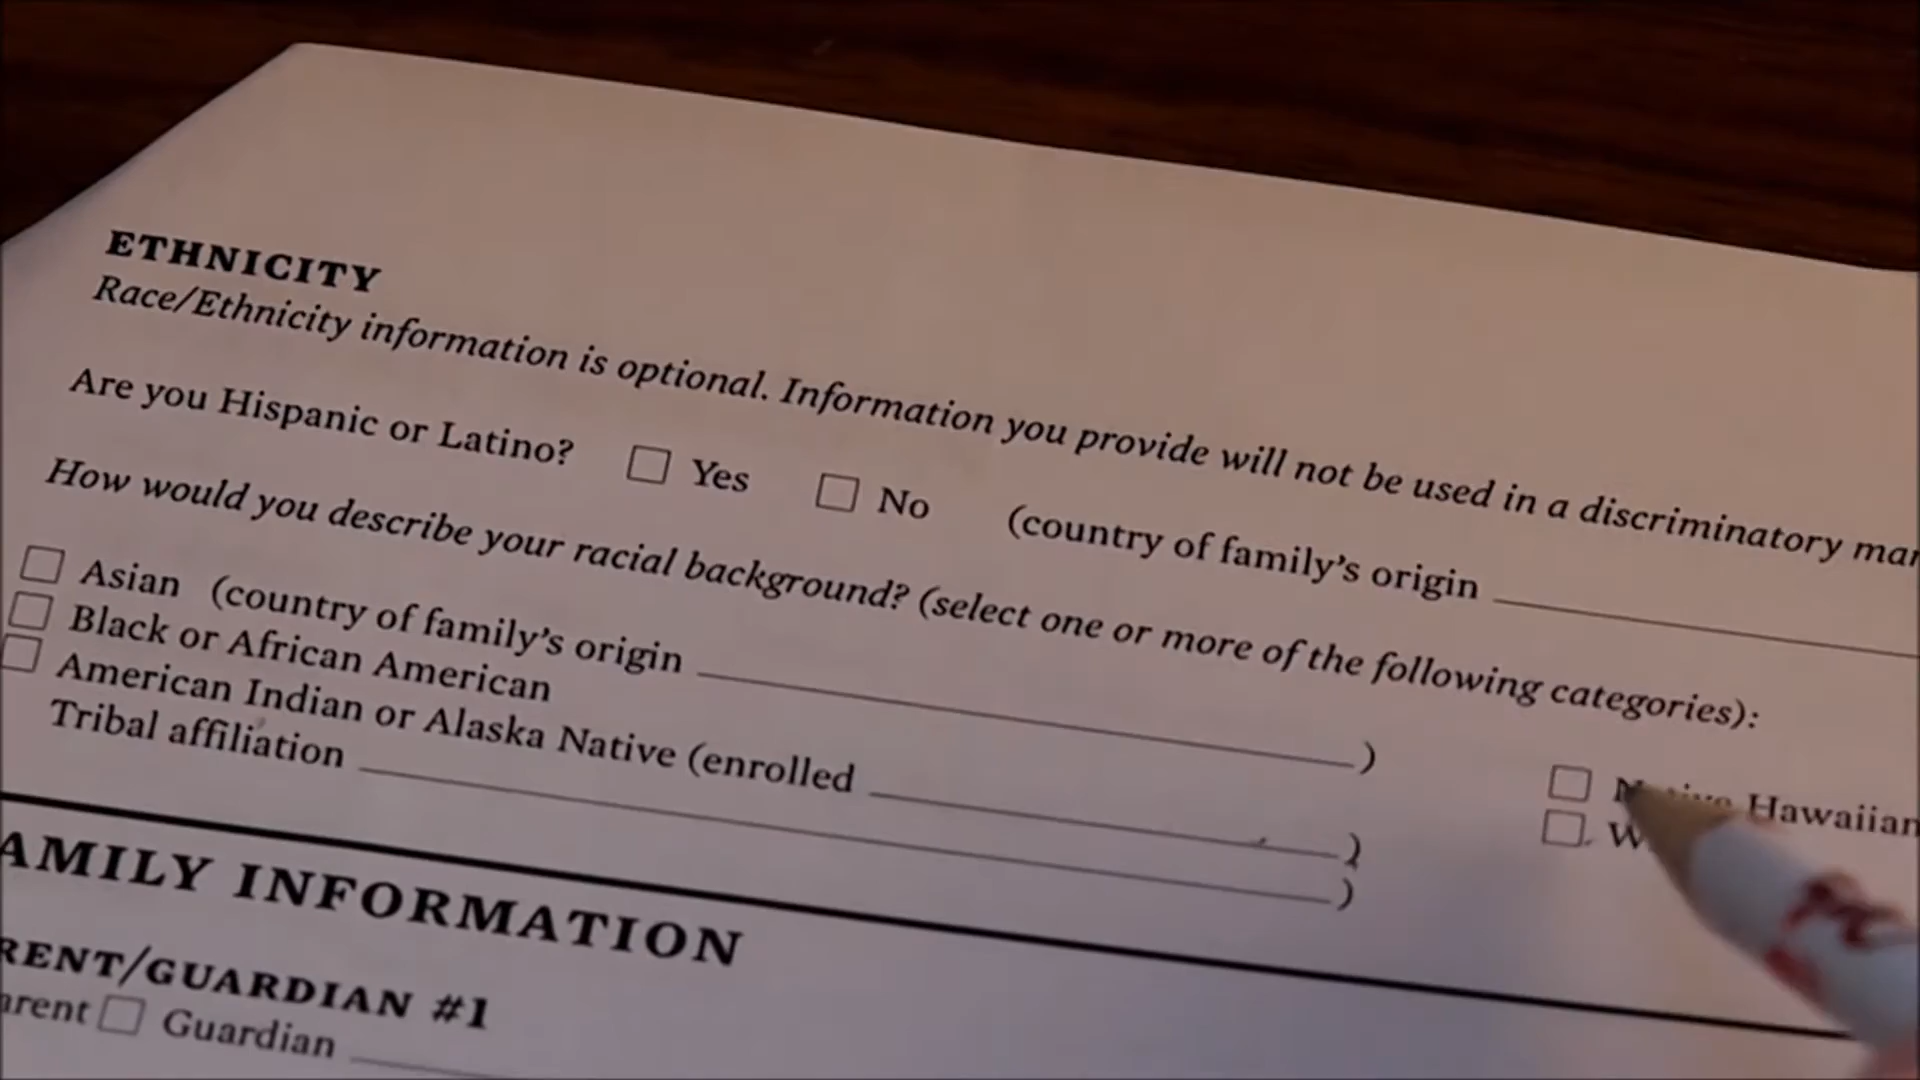 ETHNICITY
Race/Ethnicity information is optional. Information you provide will not be used in a discriminatory
Are you Hispanic or Latino? Yes No (country of family's origin
How would you describe your racial background? (select one or more of the following categories):
Asian (country of family's origin )
Black or African American
American Indian or Alaska Native (enrolled )
Tribal affiliation )
Hawaiian
AMILY INFORMATION
RENT/GUARDIAN #1
arent Guardian